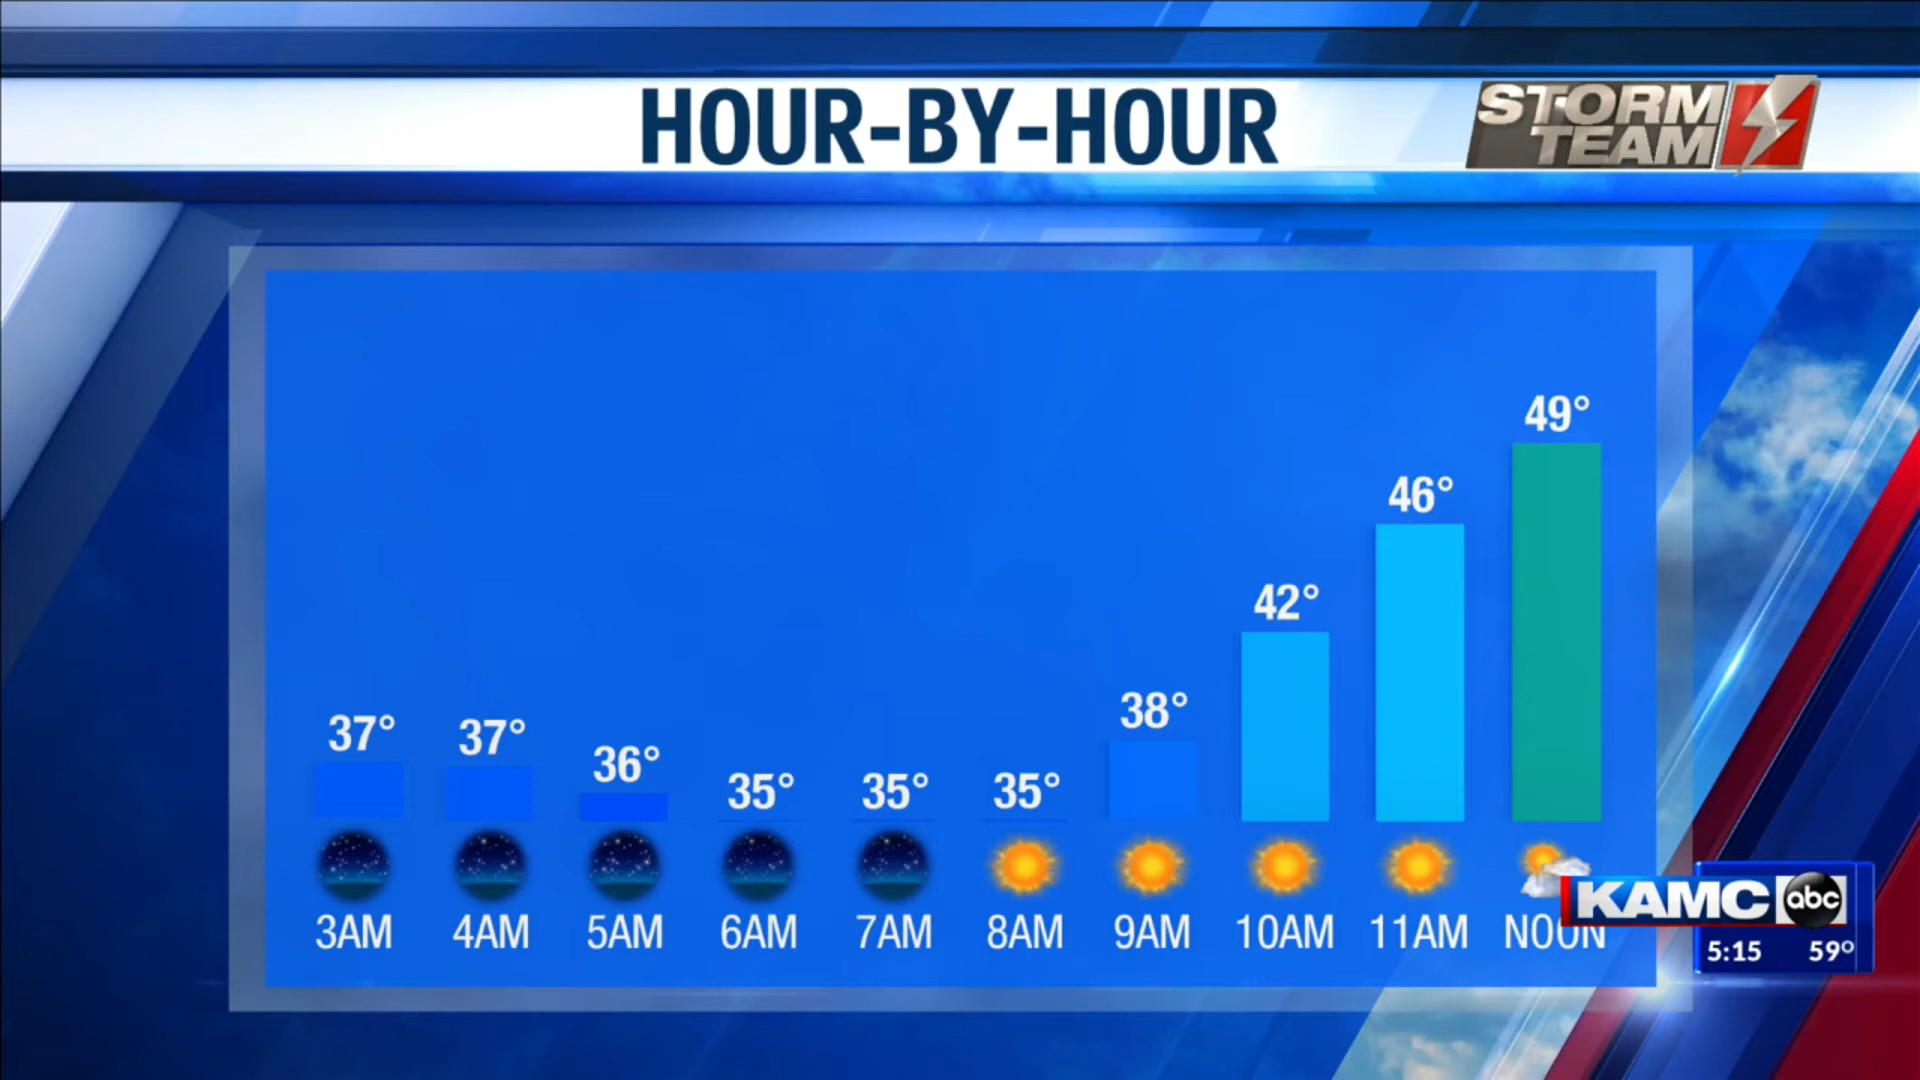 HOUR-BY-HOUR
STORM
TEAM
37° 37° 36° 35° 35° 35° 38° 42° 46° 49°
3AM 4AM 5AM 6AM 7AM 8AM 9AM 10AM 11AM NOON
KAMC abc
5:15 59°